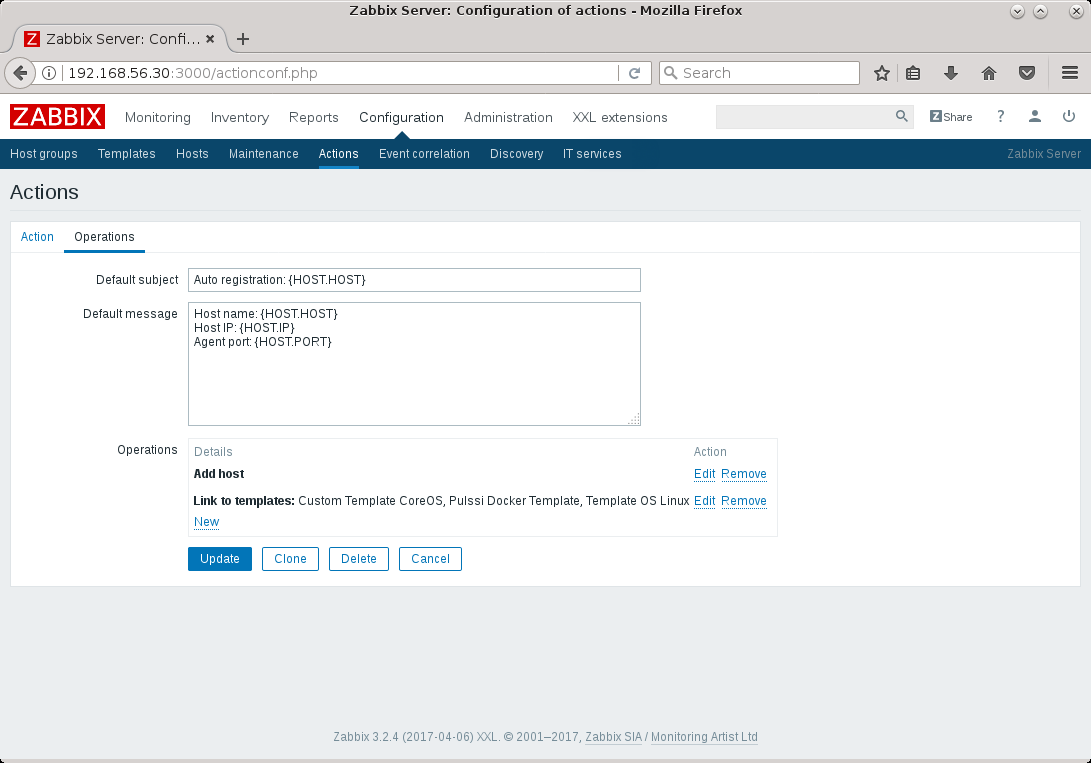 Zabbix Server: Configuration of actions - Mozilla Firefox
Zabbix Server: Confi...
192.168.56.30:3000/actionconf.php
Search
ZABBIX Monitoring Inventory Reports Configuration Administration XXL extensions Z Share ?
Host groups Templates Hosts Maintenance Actions Event correlation Discovery IT services Zabbix Server
Actions
Action Operations
Default subject Auto registration: {HOST.HOST}
Default message Host name: {HOST.HOST}
Host IP: {HOST.IP}
Agent port: {HOST.PORT}
Operations Details Action
Add host Edit Remove
Link to templates: Custom Template CoreOS, Pulssi Docker Template, Template OS Linux Edit Remove
New
Update Clone Delete Cancel
Zabbix 3.2.4 (2017-04-06) XXL. © 2001–2017, Zabbix SIA / Monitoring Artist Ltd